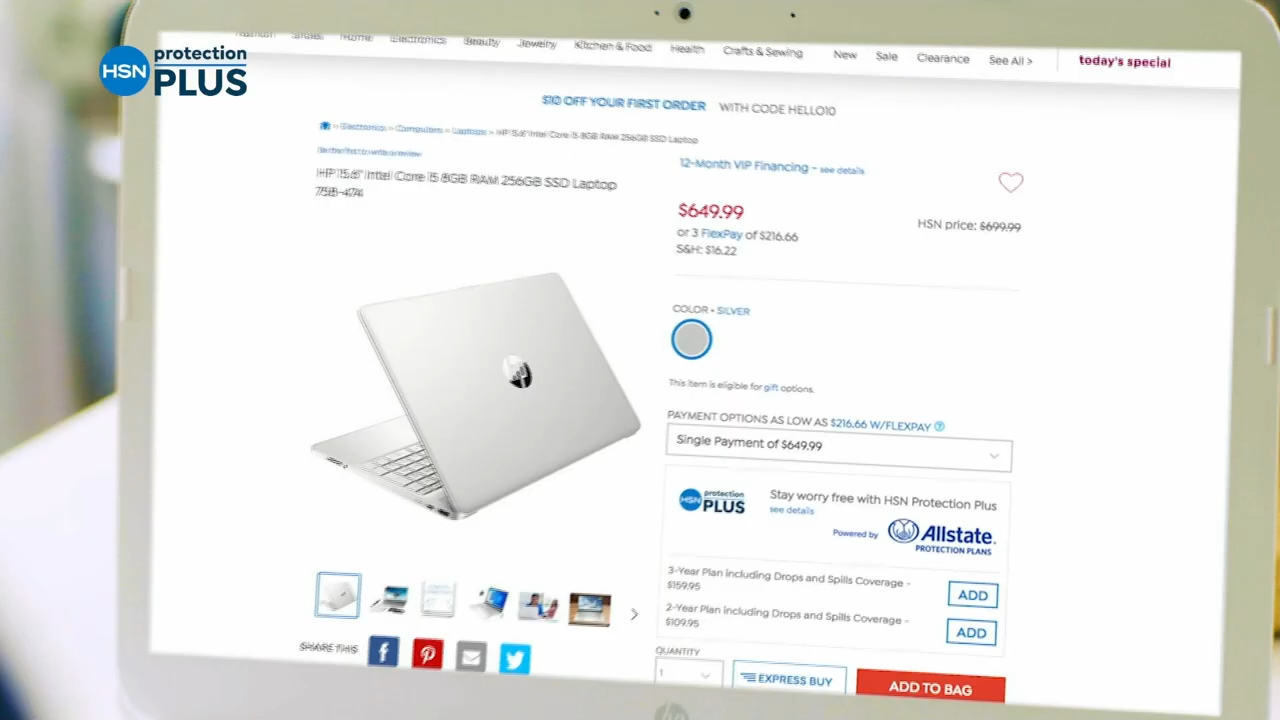 HSN protection PLUS
Fashion Shoes Home Electronics Beauty Jewelry Kitchen & Food Health Crafts & Sewing New Sale Clearance See All > today's special
$10 OFF YOUR FIRST ORDER WITH CODE HELLO10
> Electronics > Computers > Laptops > HP 15.6" Intel Core i5 8GB RAM 256GB SSD Laptop
Be the first to write a review
12-Month VIP Financing - see details
HP 15.6" Intel Core i5 8GB RAM 256GB SSD Laptop
758-474
$649.99
HSN price: $699.99
or 3 FlexPay of $216.66
S&H: $16.22
COLOR - SILVER
This item is eligible for gift options.
PAYMENT OPTIONS AS LOW AS $216.66 W/FLEXPAY ?
Single Payment of $649.99
HSN protection PLUS
Stay worry free with HSN Protection Plus
see details
Powered by Allstate.
PROTECTION PLANS
3-Year Plan including Drops and Spills Coverage -
$159.95
ADD
2-Year Plan including Drops and Spills Coverage -
$109.95
ADD
SHARE THIS
QUANTITY
1
EXPRESS BUY
ADD TO BAG
hp